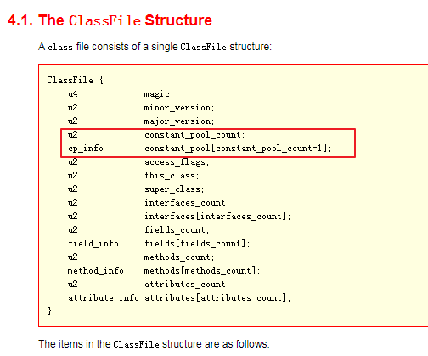 4.1. The ClassFile Structure
A class file consists of a single ClassFile structure:
ClassFile {
u4 magic;
u2 minor_version;
u2 major_version;
u2 constant_pool_count;
cp_info constant_pool[constant_pool_count-1];
u2 access_flags;
u2 this_class;
u2 super_class;
u2 interfaces_count;
u2 interfaces[interfaces_count];
u2 fields_count;
field_info fields[fields_count];
u2 methods_count;
method_info methods[methods_count];
u2 attributes_count;
attribute_info attributes[attributes_count];
}
The items in the ClassFile structure are as follows: